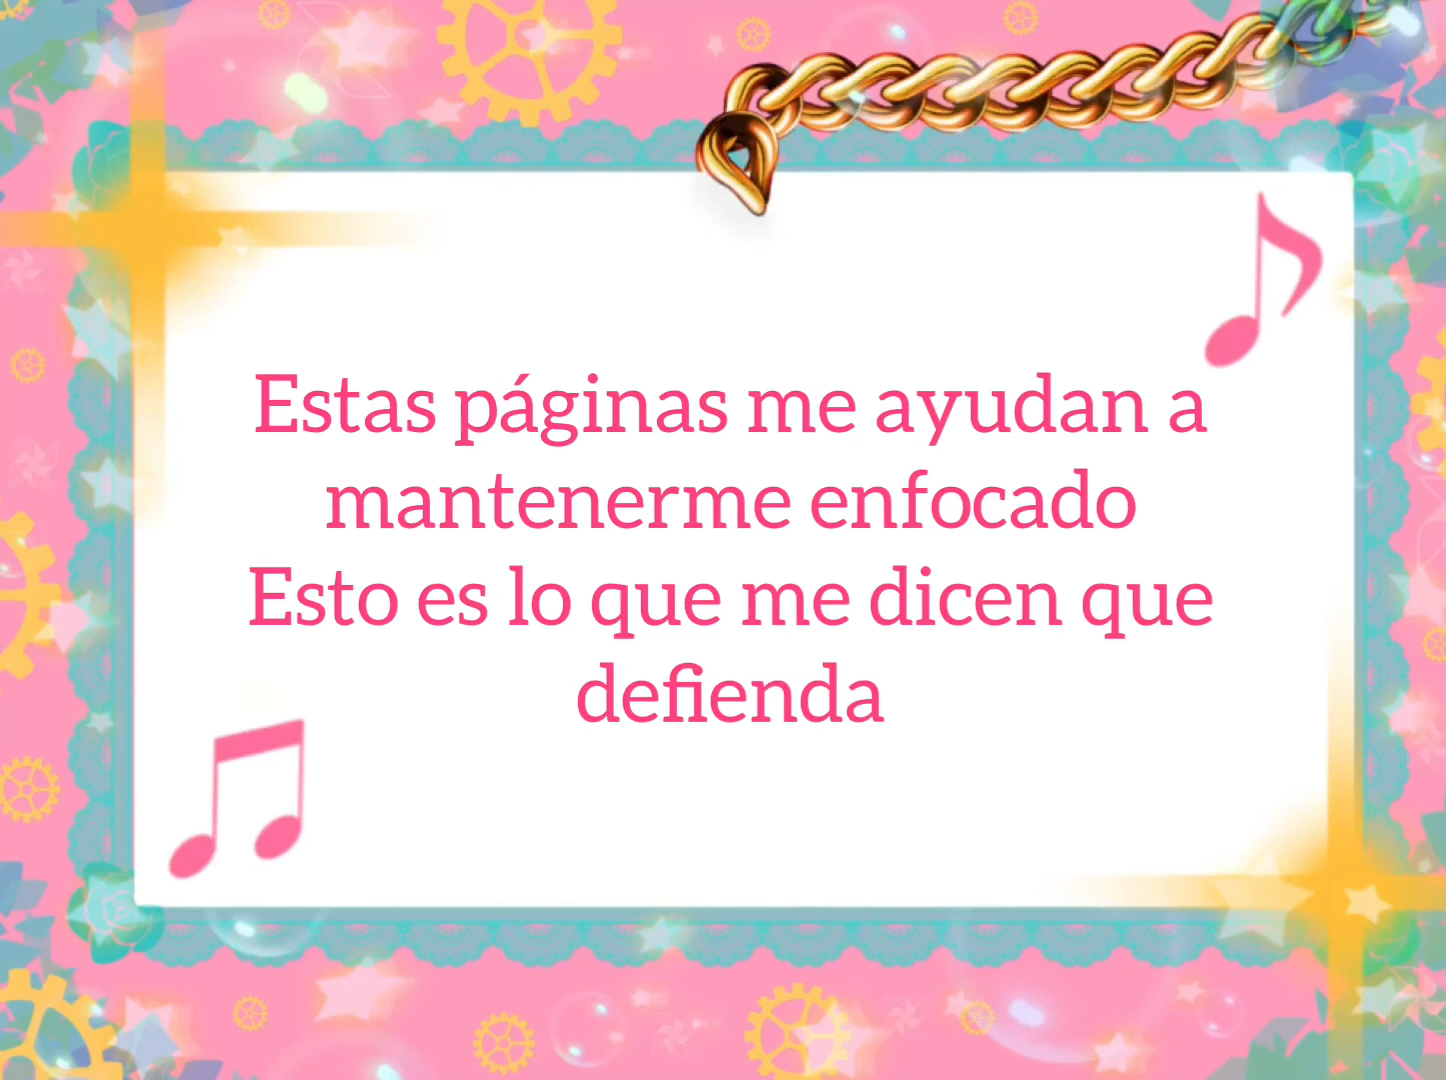 Estas páginas me ayudan a
mantenerme enfocado
Esto es lo que me dicen que
defienda